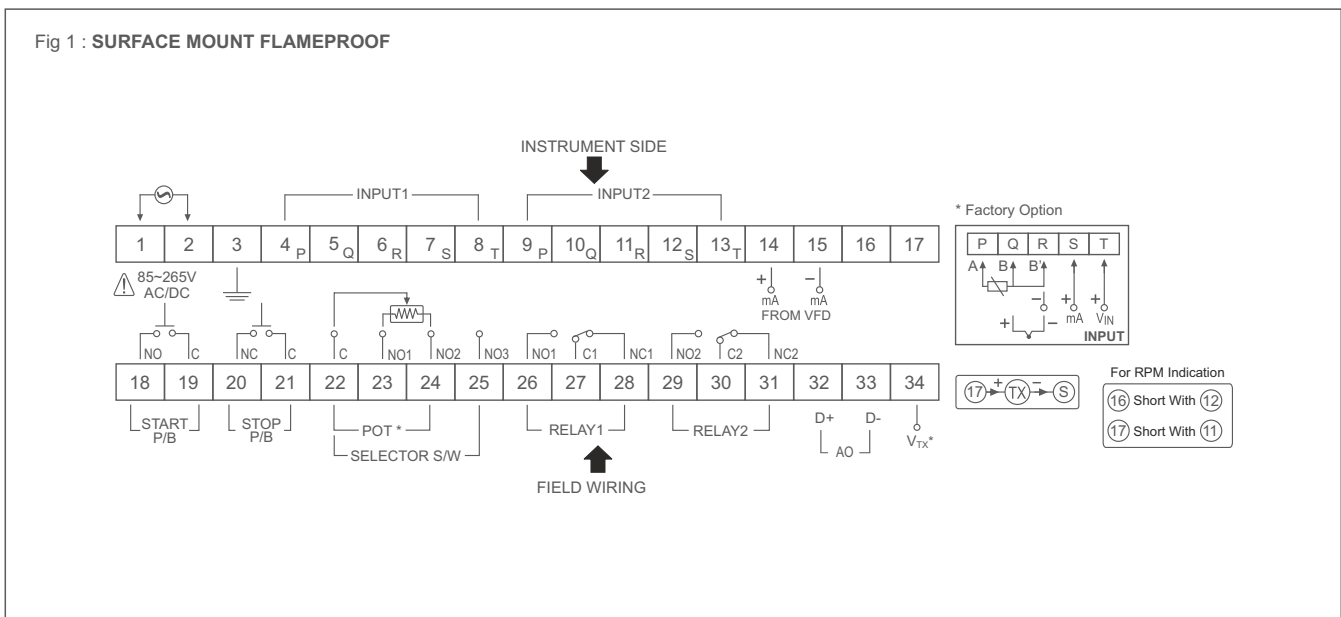 Fig 1 : SURFACE MOUNT FLAMEPROOF
INSTRUMENT SIDE
INPUT1 INPUT2
* Factory Option
1 2 3 4 P 5 Q 6 R 7 S 8 T 9 P 10 Q 11 R 12 S 13 T 14 15 16 17
P Q R S T
A B B'
85~265V
AC/DC
+ −
mA mA
FROM VFD
− + +
+ − mA VIN
INPUT
NO C NC C C NO1 NO2 NO3 NO1 C1 NC1 NO2 C2 NC2
18 19 20 21 22 23 24 25 26 27 28 29 30 31 32 33 34
17 + TX − S
For RPM Indication
16 Short With 12
17 Short With 11
START
P/B
STOP
P/B
POT *
SELECTOR S/W
RELAY1
RELAY2
D+ D-
AO
VTX*
FIELD WIRING